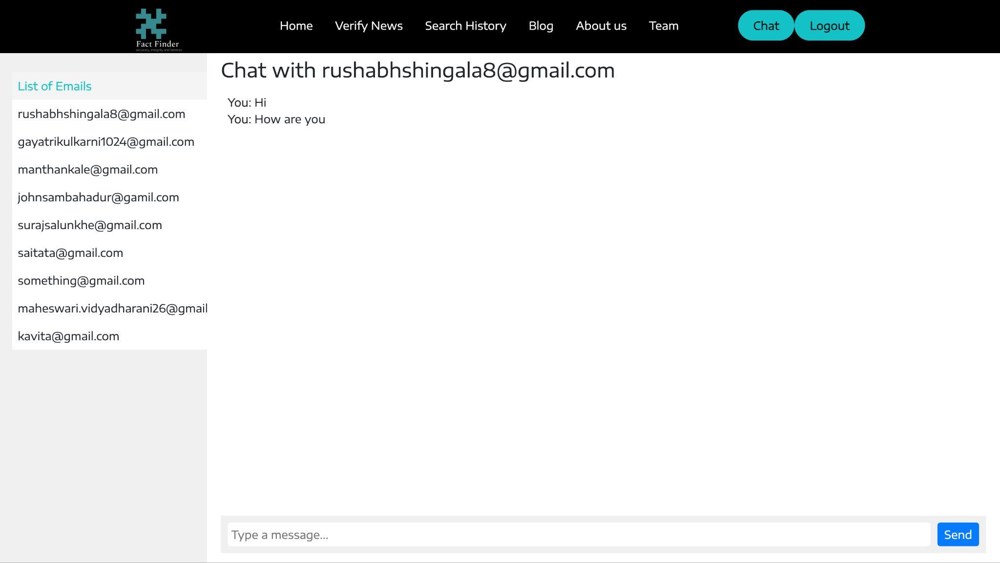 Fact Finder
accuracy, integrity and fairness
Home Verify News Search History Blog About us Team Chat Logout
List of Emails
rushabhshingala8@gmail.com
gayatrikulkarni1024@gmail.com
manthankale@gmail.com
johnsambahadur@gamil.com
surajsalunkhe@gmail.com
saitata@gmail.com
something@gmail.com
maheswari.vidyadharani26@gmail
kavita@gmail.com
Chat with rushabhshingala8@gmail.com
You: Hi
You: How are you
Type a message...
Send